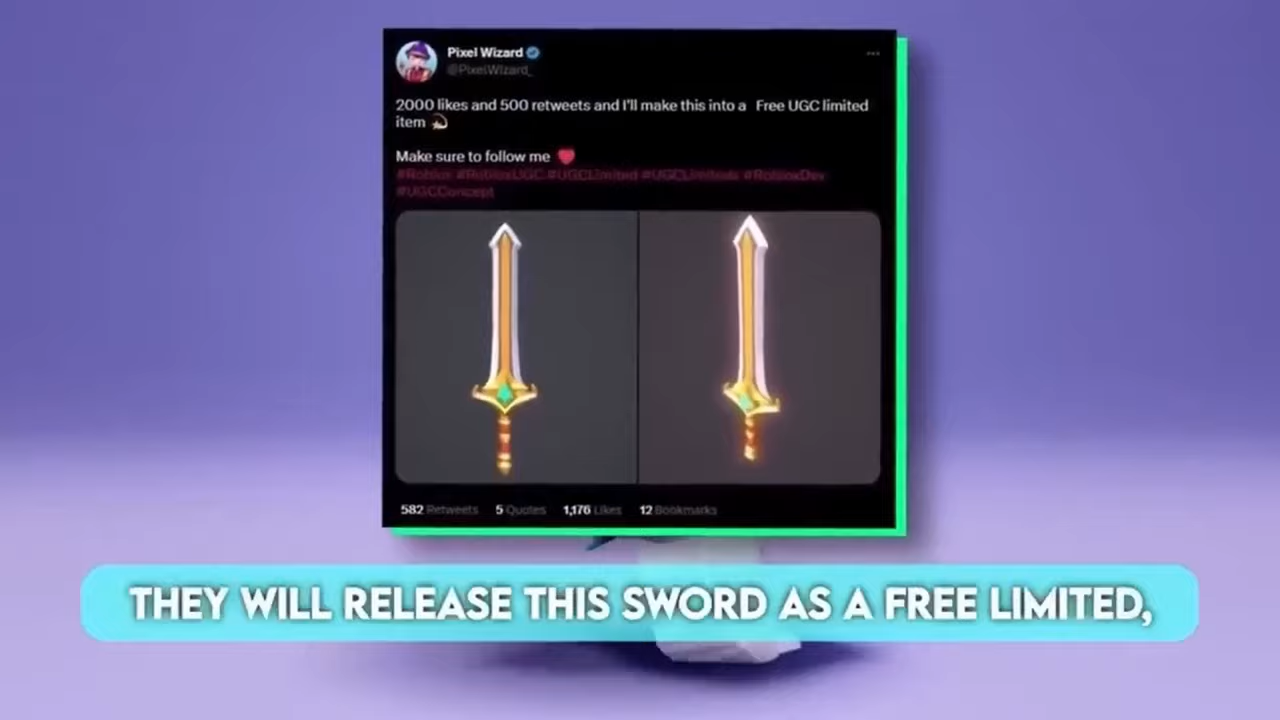 Pixel Wizard
@PixelWizard_
2000 likes and 500 retweets and I'll make this into a Free UGC limited
item
Make sure to follow me
#Roblox #RobloxUGC #UGCLimited #UGCLimiteds #RobloxDev
#UGCConcept
582 Retweets 5 Quotes 1,176 Likes 12 Bookmarks
THEY WILL RELEASE THIS SWORD AS A FREE LIMITED,